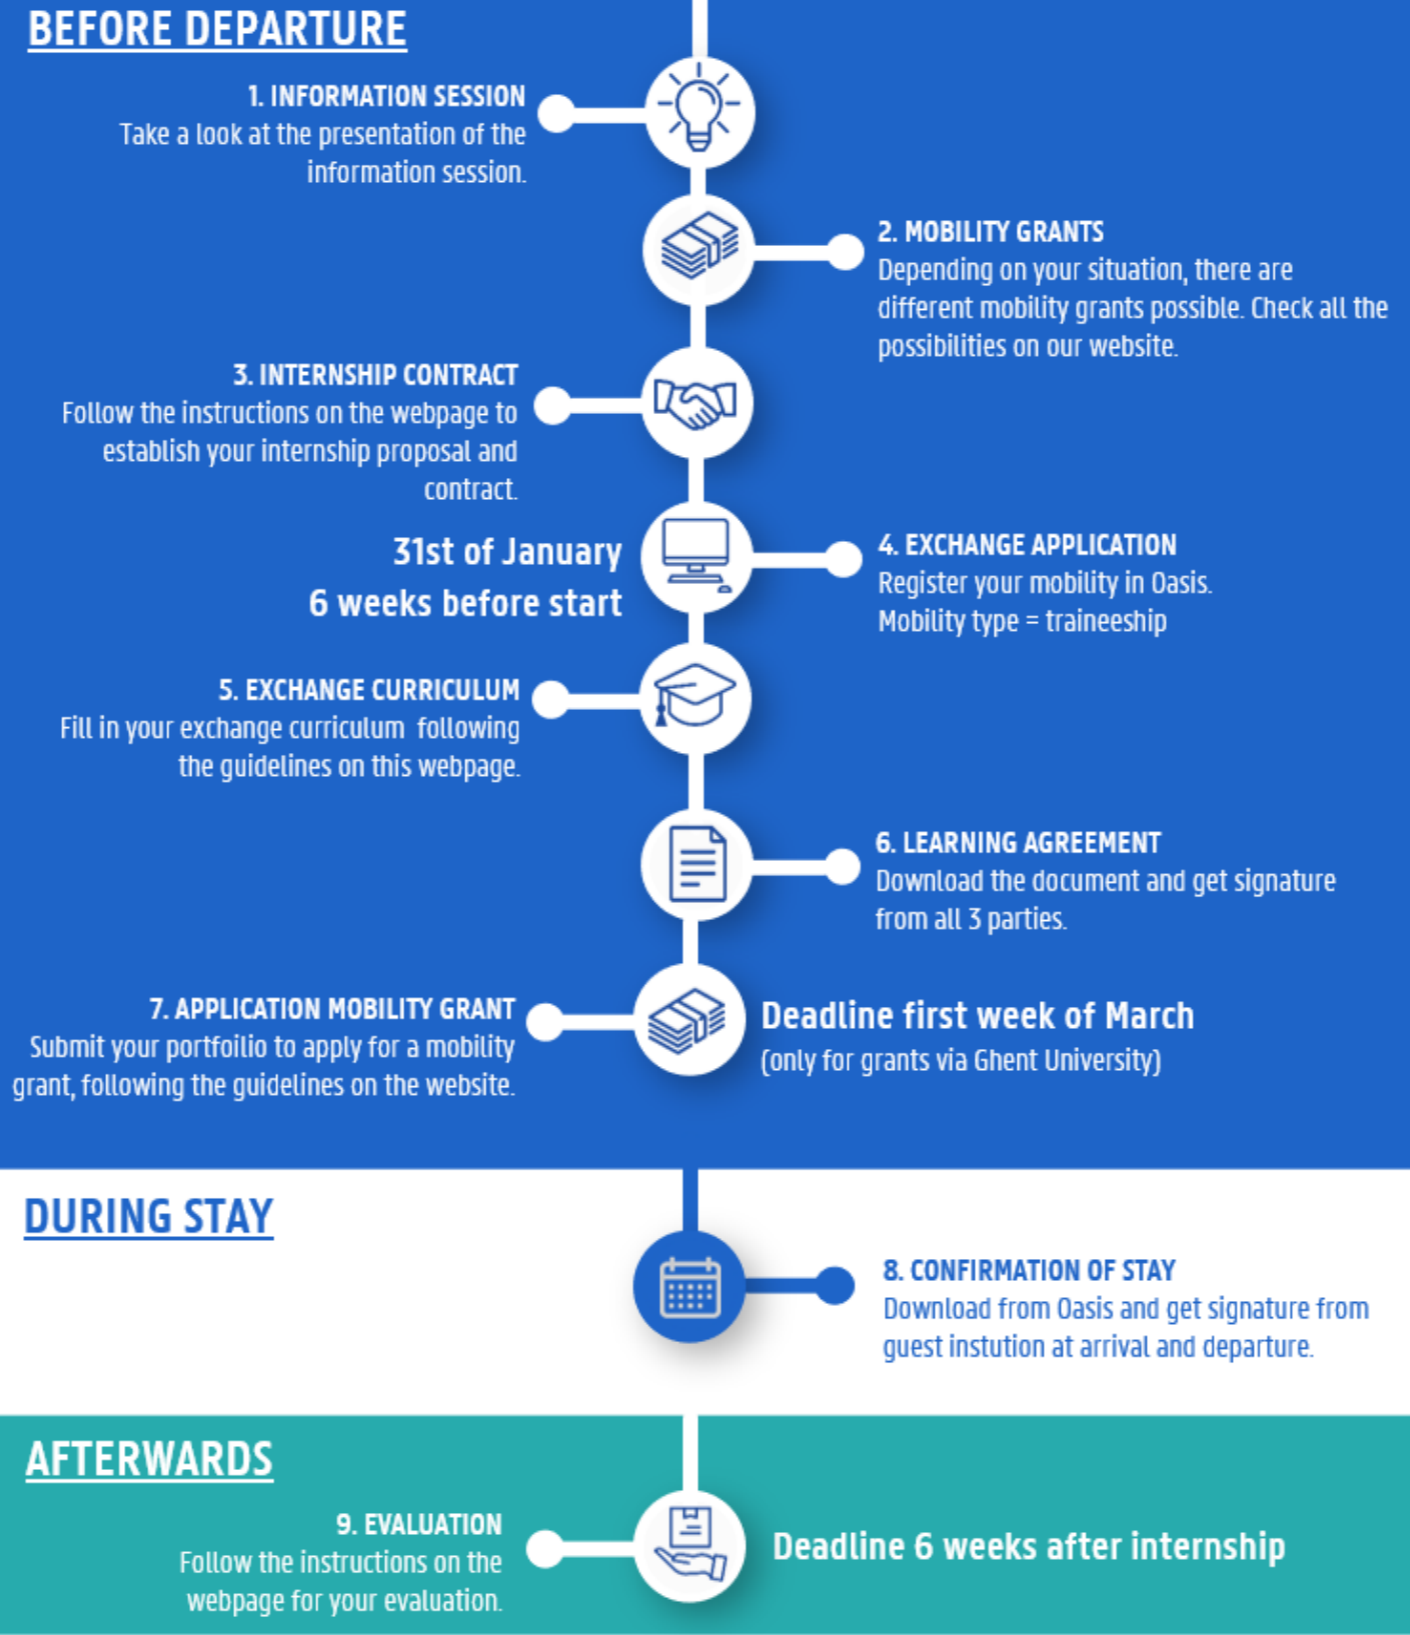 BEFORE DEPARTURE
1. INFORMATION SESSION
Take a look at the presentation of the
information session.
2. MOBILITY GRANTS
Depending on your situation, there are
different mobility grants possible. Check all the
possibilities on our website.
3. INTERNSHIP CONTRACT
Follow the instructions on the webpage to
establish your internship proposal and
contract.
31st of January
6 weeks before start
4. EXCHANGE APPLICATION
Register your mobility in Oasis.
Mobility type = traineeship
5. EXCHANGE CURRICULUM
Fill in your exchange curriculum following
the guidelines on this webpage.
6. LEARNING AGREEMENT
Download the document and get signature
from all 3 parties.
7. APPLICATION MOBILITY GRANT
Submit your portfoilio to apply for a mobility
grant, following the guidelines on the website.
Deadline first week of March
(only for grants via Ghent University)
DURING STAY
8. CONFIRMATION OF STAY
Download from Oasis and get signature from
guest instution at arrival and departure.
AFTERWARDS
9. EVALUATION
Follow the instructions on the
webpage for your evaluation.
Deadline 6 weeks after internship